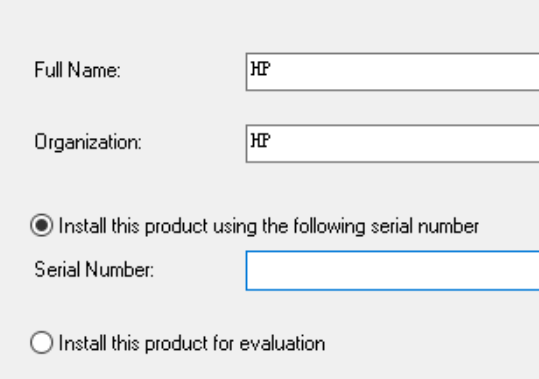 Full Name: HP
Organization: HP
Install this product using the following serial number
Serial Number:
Install this product for evaluation